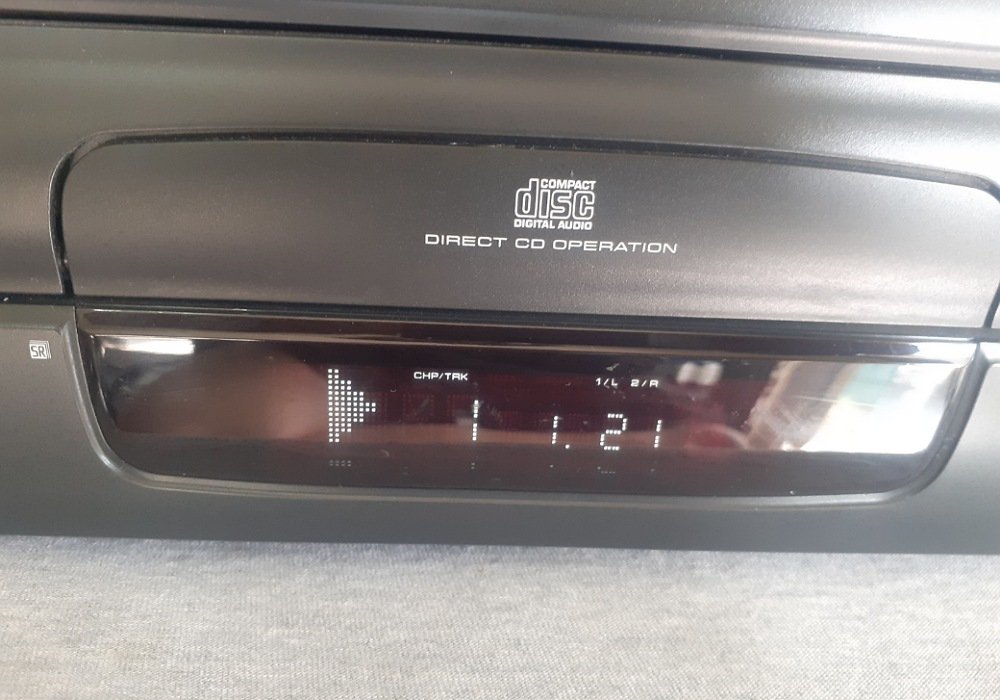 COMPACT
disc
DIGITAL AUDIO
DIRECT CD OPERATION
SR
CHP/TRK 1/L 2/R
1 1.21